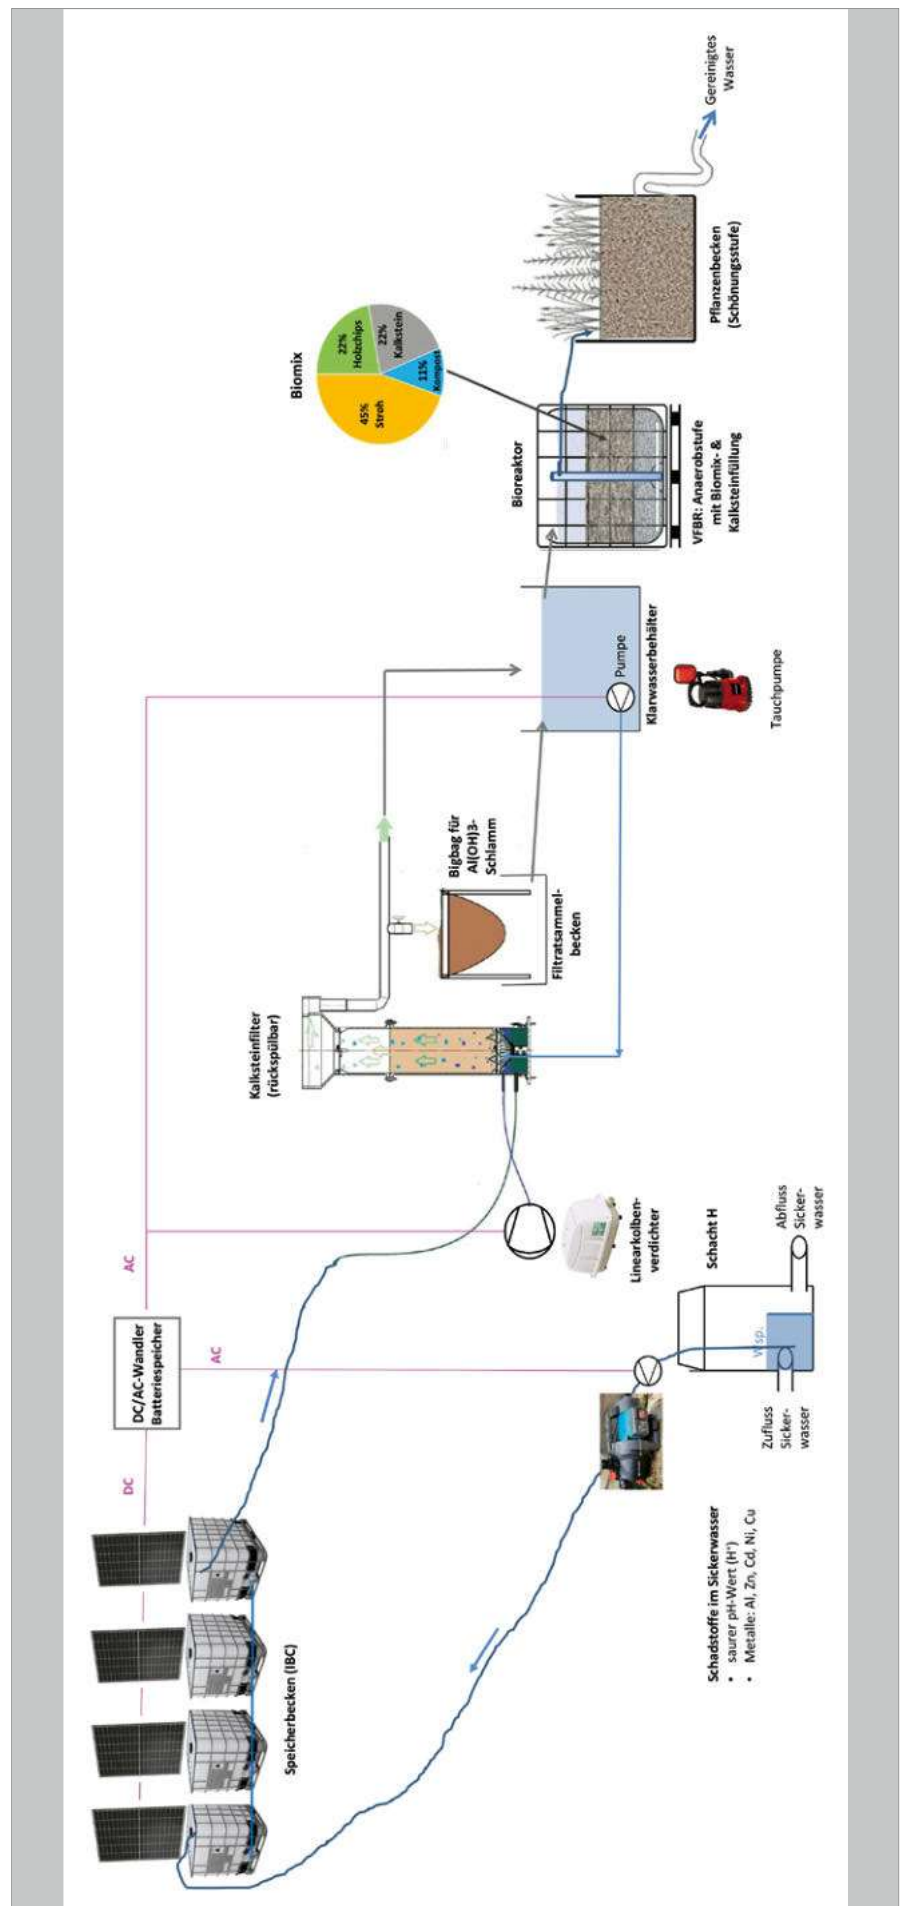 DC
DC/AC-Wandler
Batteriespeicher
AC
AC
Speicherbecken (IBC)
Schadstoffe im Sickerwasser
• saurer pH-Wert (H⁺)
• Metalle: Al, Zn, Cd, Ni, Cu
Zufluss
Sicker-
wasser
Wsp.
Schacht H
Abfluss
Sicker-
wasser
Linearkolben-
verdichter
Kalksteinfilter
(rückspülbar)
Bigbag für
Al(OH)3-
Schlamm
Filtratsammel-
becken
Pumpe
Klarwasserbehälter
Tauchpumpe
Biomix
45%
Stroh
22%
Holzchips
22%
Kalkstein
11%
Kompost
Bioreaktor
VFBR: Anaerobstufe
mit Biomix- &
Kalksteinfüllung
Pflanzenbecken
(Schönungsstufe)
Gereinigtes
Wasser